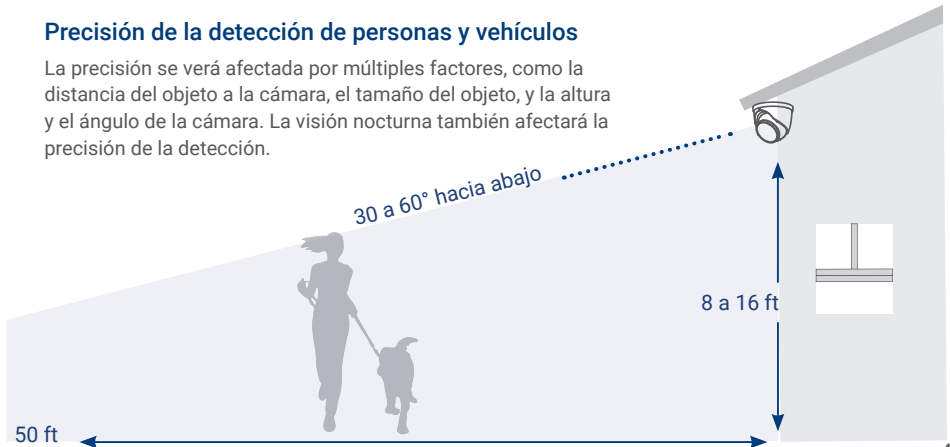 Precisión de la detección de personas y vehículos
La precisión se verá afectada por múltiples factores, como la
distancia del objeto a la cámara, el tamaño del objeto, y la altura
y el ángulo de la cámara. La visión nocturna también afectará la
precisión de la detección.
30 a 60° hacia abajo
8 a 16 ft
50 ft